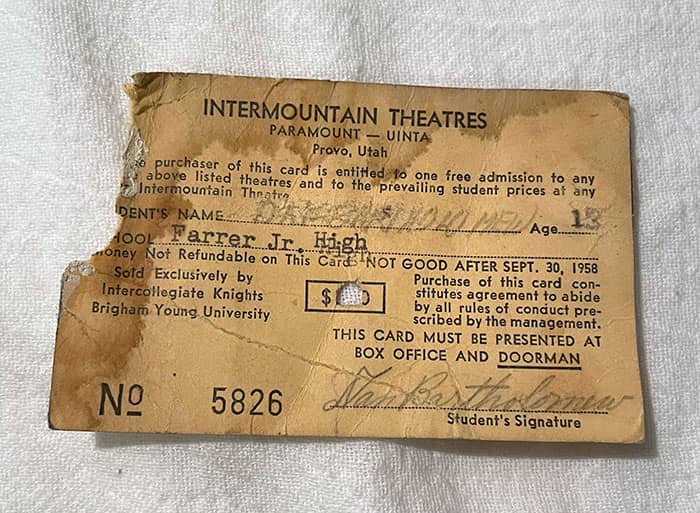 INTERMOUNTAIN THEATRES
PARAMOUNT — UINTA
Provo, Utah
purchaser of this card is entitled to one free admission to any
above listed theatres and to the prevailing student prices at any
Intermountain Theatre
DENT'S NAME Age 13
HOOL Farrer Jr. High
oney Not Refundable on This Card NOT GOOD AFTER SEPT. 30, 1958
Sold Exclusively by
Intercollegiate Knights
Brigham Young University
$
Purchase of this card con-
stitutes agreement to abide
by all rules of conduct pre-
scribed by the management.
THIS CARD MUST BE PRESENTED AT
BOX OFFICE AND DOORMAN
Nº 5826
Bartholomew
Student's Signature